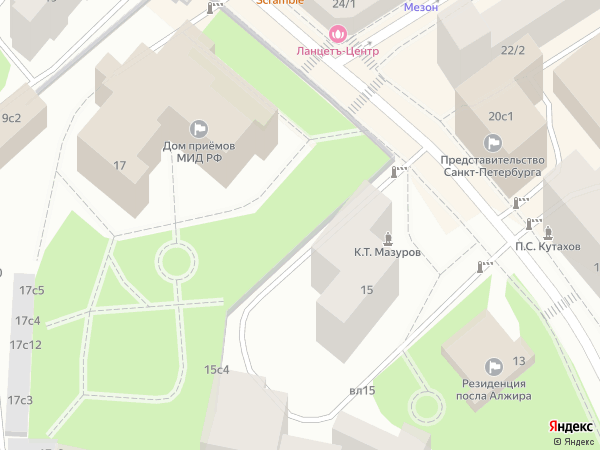 Scramble
24/1
Мезон
Ланцетъ-Центр
22/2
9с2
20с1
Дом приёмов
МИД РФ
17
Представительство
Санкт-Петербурга
К.Т. Мазуров
П.С. Кутахов
17с5
15
17с4
17с12
13
15с4
вл15
Резиденция
посла Алжира
17с3
Яндекс
© Яндекс